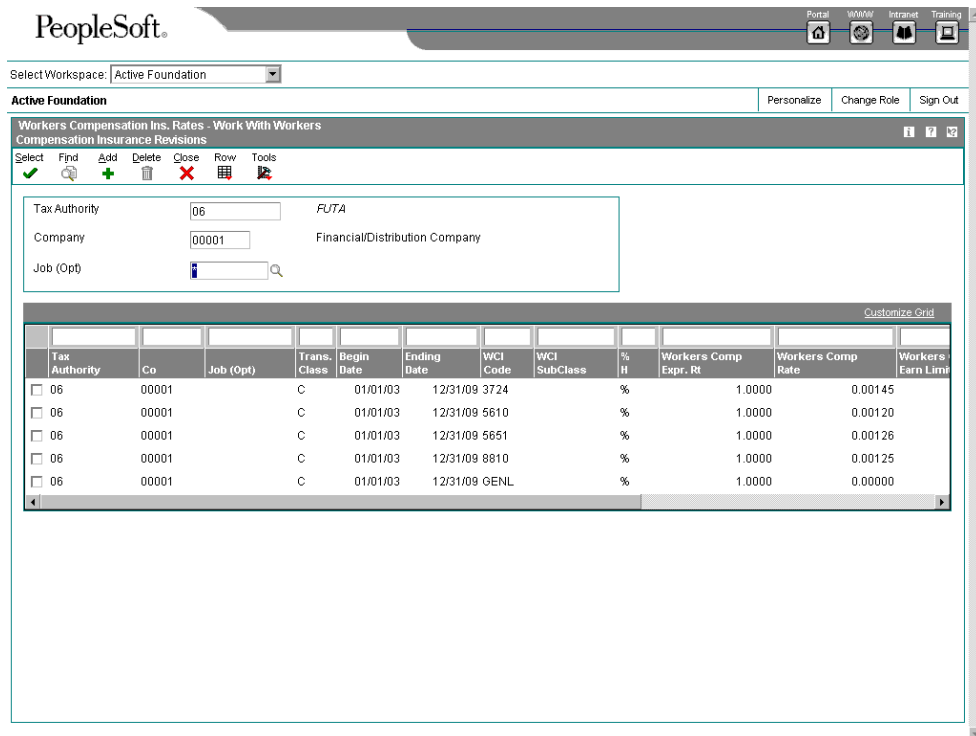 PeopleSoft.
Portal WWW Intranet Training
Select Workspace: Active Foundation
Active Foundation Personalize Change Role Sign Out
Workers Compensation Ins. Rates - Work With Workers
Compensation Insurance Revisions
Select Find Add Delete Close Row Tools
Tax Authority 06 FUTA
Company 00001 Financial/Distribution Company
Job (Opt) *
Customize Grid
Tax Authority Co Job (Opt) Trans. Class Begin Date Ending Date WCI Code WCI SubClass % H Workers Comp Expr. Rt Workers Comp Rate Workers Earn Limi
06 00001 C 01/01/03 12/31/09 3724 % 1.0000 0.00145
06 00001 C 01/01/03 12/31/09 5610 % 1.0000 0.00120
06 00001 C 01/01/03 12/31/09 5651 % 1.0000 0.00126
06 00001 C 01/01/03 12/31/09 8810 % 1.0000 0.00125
06 00001 C 01/01/03 12/31/09 GENL % 1.0000 0.00000